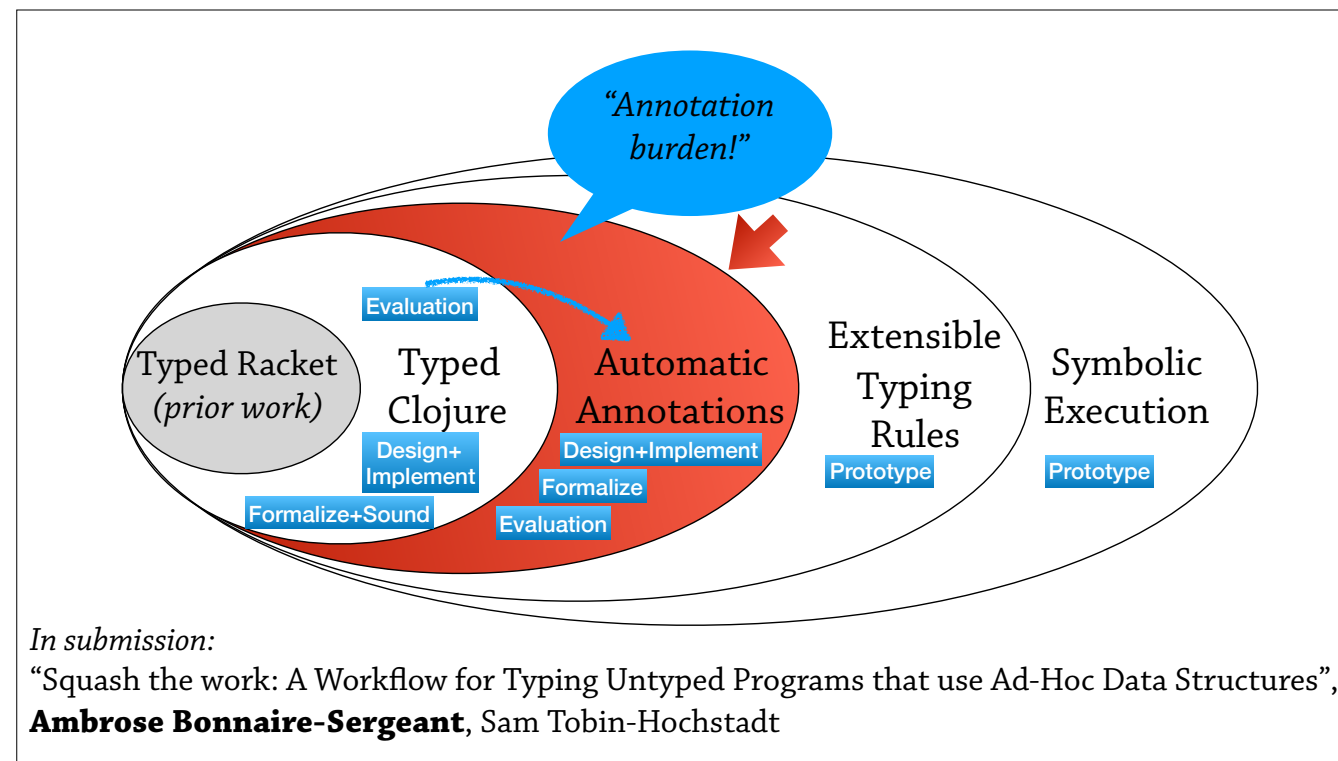 “Annotation
burden!”
Evaluation
Typed Racket
(prior work)
Typed
Clojure
Design+
Implement
Formalize+Sound
Automatic
Annotations
Design+Implement
Formalize
Evaluation
Extensible
Typing
Rules
Prototype
Symbolic
Execution
Prototype
In submission:
“Squash the work: A Workflow for Typing Untyped Programs that use Ad-Hoc Data Structures”,
Ambrose Bonnaire-Sergeant, Sam Tobin-Hochstadt